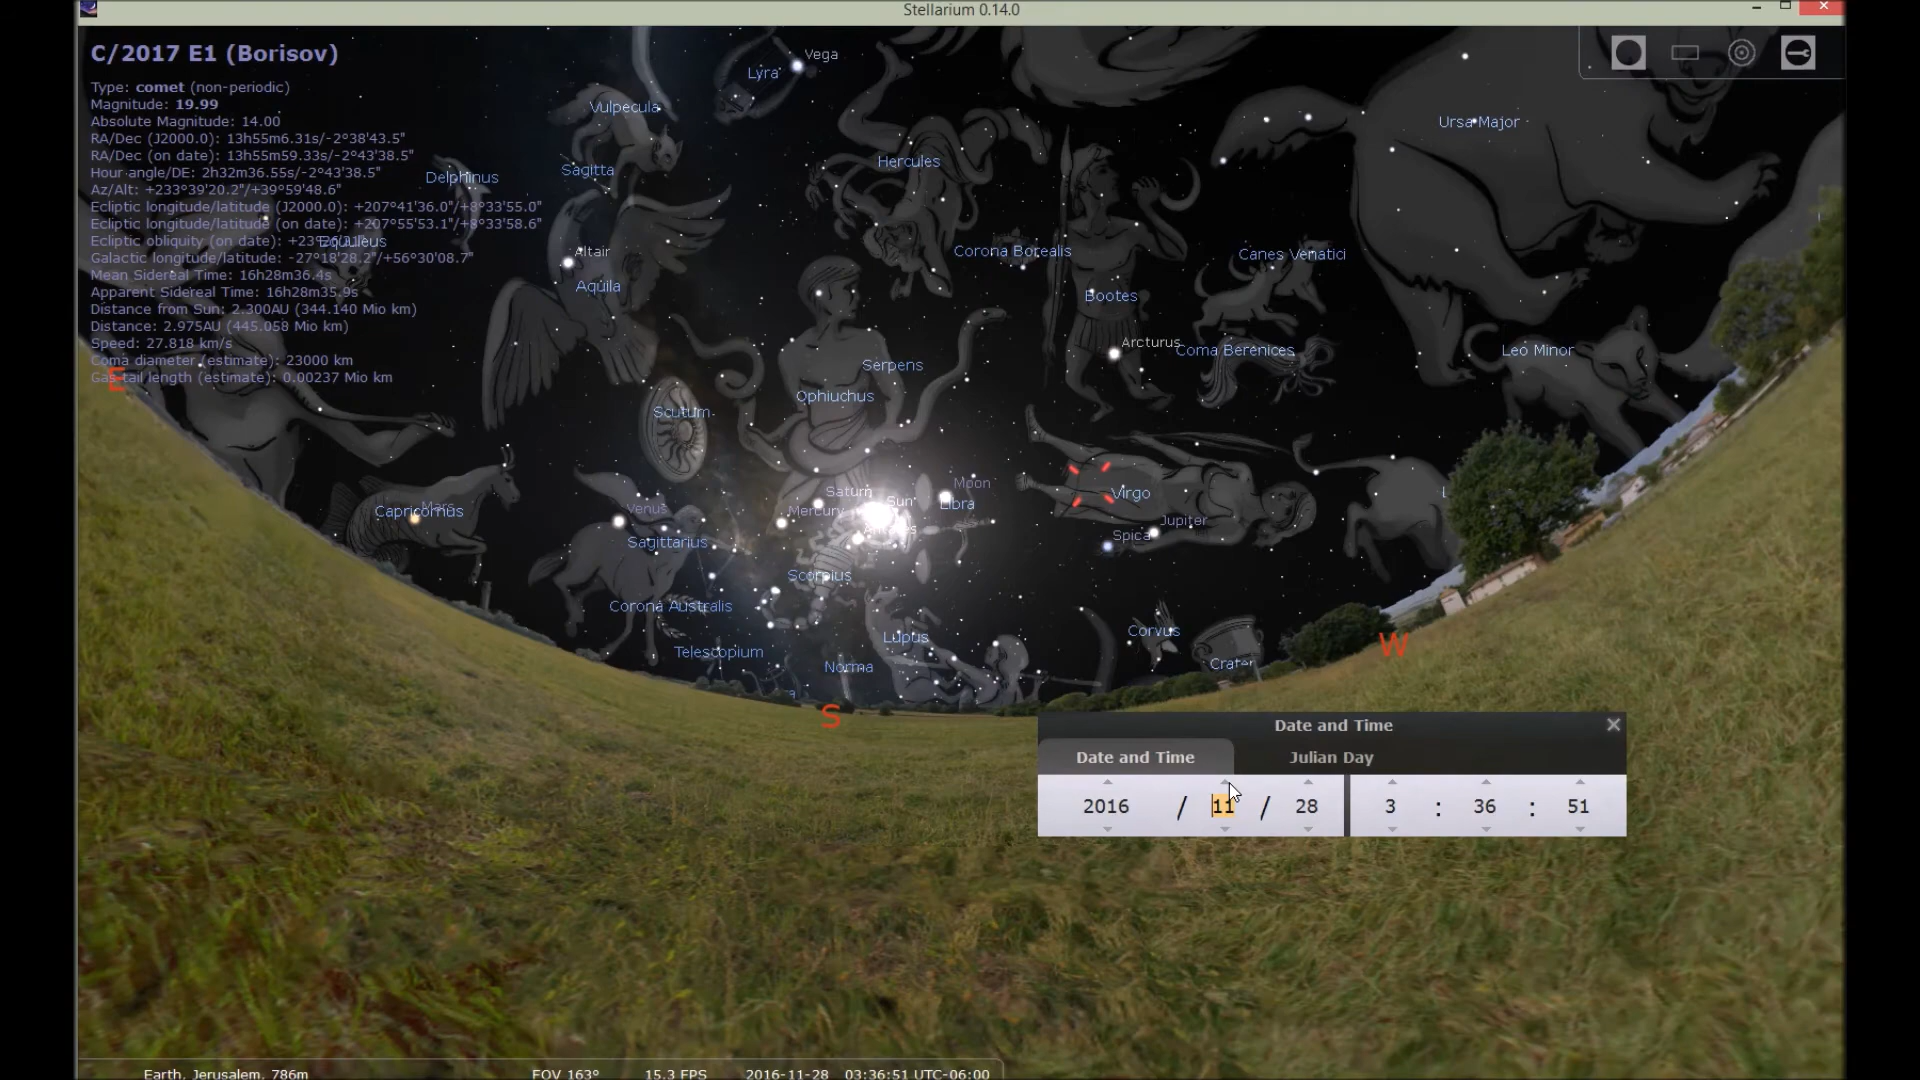 Stellarium 0.14.0
C/2017 E1 (Borisov)
Type: comet (non-periodic)
Magnitude: 19.99
Absolute Magnitude: 14.00
RA/Dec (J2000.0): 13h55m6.31s/-2°38'43.5"
RA/Dec (on date): 13h55m59.33s/-2°43'38.5"
Hour angle/DE: 2h32m36.55s/-2°43'38.5"
Az/Alt: +233°39'20.2"/+39°59'48.6"
Ecliptic longitude/latitude (J2000.0): +207°41'36.0"/+8°33'55.0"
Ecliptic longitude/latitude (on date): +207°55'53.1"/+8°33'58.6"
Ecliptic obliquity (on date):
Galactic longitude/latitude: -27°18'28.2"/+56°30'08.7"
Mean Sidereal Time: 16h28m36.4s
Apparent Sidereal Time: 16h28m35.9s
Distance from Sun: 2.300AU (344.140 Mio km)
Distance: 2.975AU (445.058 Mio km)
Speed: 27.818 km/s
Coma diameter (estimate): 23000 km
Gas tail length (estimate): 0.00237 Mio km
Vega
Lyra
Vulpecula
Ursa Major
Hercules
Sagitta
Delphinus
Equuleus
Altair
Corona Borealis
Canes Venatici
Aquila
Bootes
Arcturus
Coma Berenices
Leo Minor
Serpens
E
Ophiuchus
Scutum
Saturn
Sun
Moon
Libra
Virgo
L
Capricornus
Mars
Venus
Mercury
Jupiter
Spica
Sagittarius
Scorpius
Corona Australis
Corvus
Lupus
W
Telescopium
Norma
Crater
S
Date and Time
Date and Time Julian Day
2016 / 11 / 28 3 : 36 : 51
Earth, Jerusalem, 786m FOV 163° 15.3 FPS 2016-11-28 03:36:51 UTC-06:00